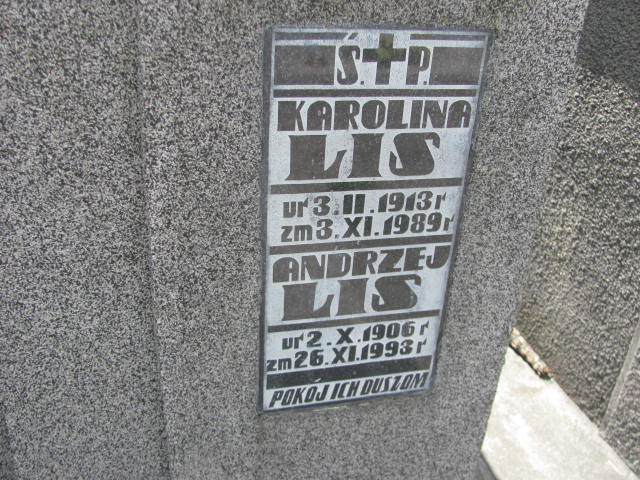 Ś.✝P.
KAROLINA
LIS
ur 3.II.1913 r
zm 3.XI.1989 r
ANDRZEJ
LIS
ur 2.X.1906 r
zm 26.XI.1993 r
POKÓJ ICH DUSZOM